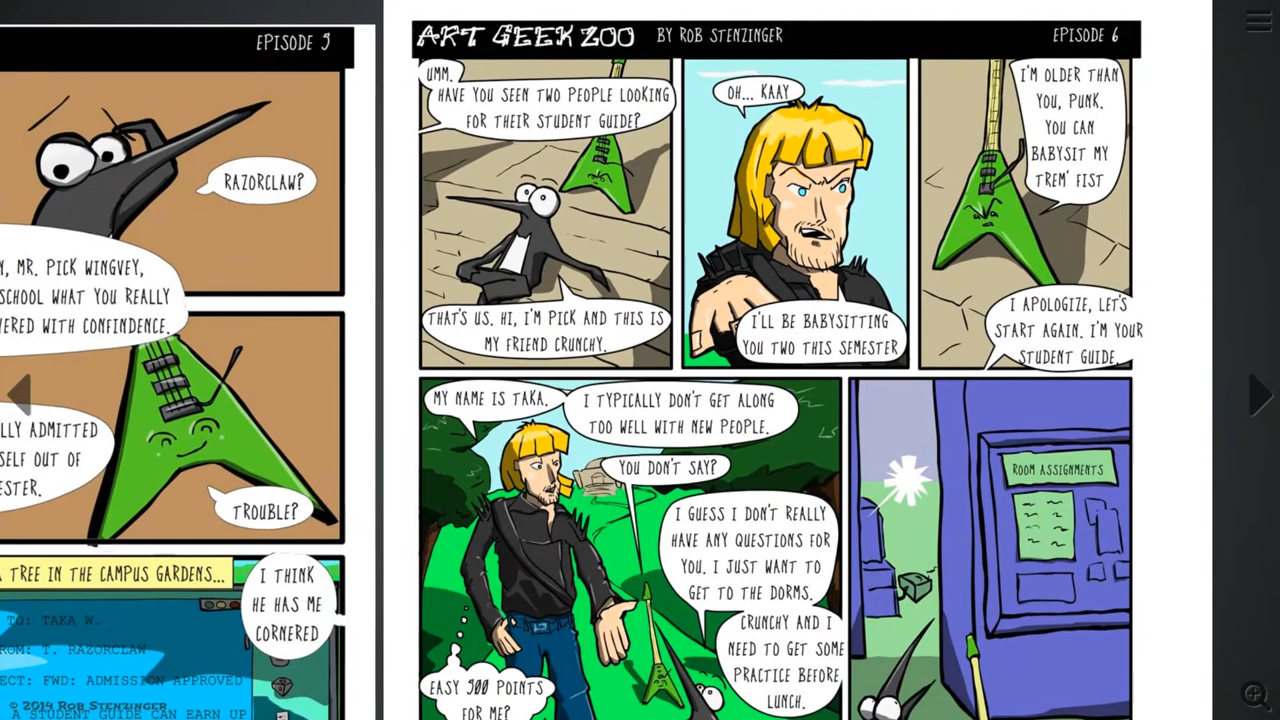 EPISODE 5
RAZORCLAW?
Y, MR. PICK WINGVEY,
SCHOOL WHAT YOU REALLY
VERED WITH CONFINDENCE.
LLY ADMITTED
SELF OUT OF
ESTER.
TROUBLE?
A TREE IN THE CAMPUS GARDENS...
I THINK
HE HAS ME
CORNERED
TO: TAKA W.
ROM: T. RAZORCLAW
ECT: FWD: ADMISSION APPROVED
© 2014 ROB STENZINGER
A STUDENT GUIDE CAN EARN UP
ART GEEK ZOO BY ROB STENZINGER EPISODE 6
UMM.
HAVE YOU SEEN TWO PEOPLE LOOKING
FOR THEIR STUDENT GUIDE?
THAT'S US. HI, I'M PICK AND THIS IS
MY FRIEND CRUNCHY.
OH... KAAY
I'LL BE BABYSITTING
YOU TWO THIS SEMESTER
I'M OLDER THAN
YOU, PUNK.
YOU CAN
BABYSIT MY
TREM' FIST
I APOLOGIZE, LET'S
START AGAIN. I'M YOUR
STUDENT GUIDE.
MY NAME IS TAKA.
I TYPICALLY DON'T GET ALONG
TOO WELL WITH NEW PEOPLE.
YOU DON'T SAY?
I GUESS I DON'T REALLY
HAVE ANY QUESTIONS FOR
YOU. I JUST WANT TO
GET TO THE DORMS.
CRUNCHY AND I
NEED TO GET SOME
PRACTICE BEFORE
LUNCH.
EASY 500 POINTS
FOR ME?
ROOM ASSIGNMENTS